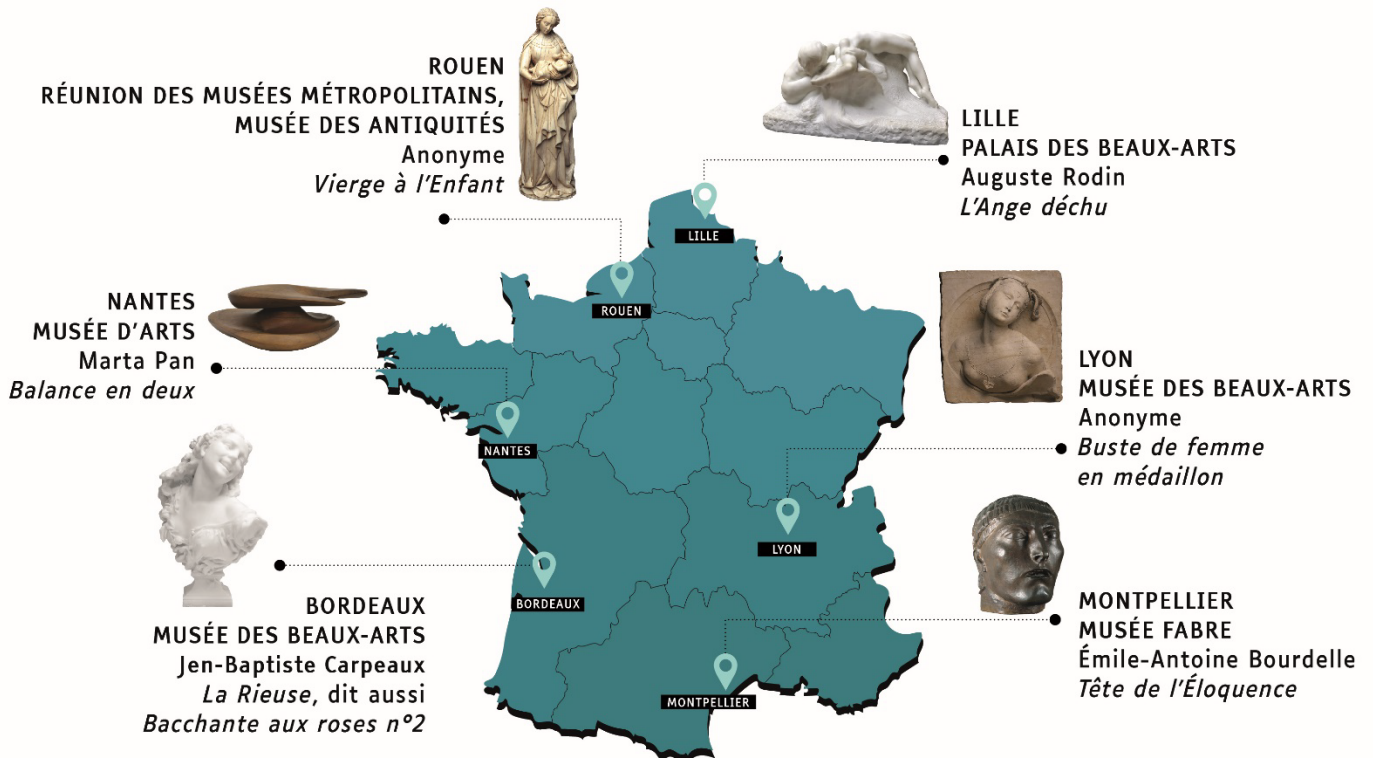 ROUEN
RÉUNION DES MUSÉES MÉTROPOLITAINS,
MUSÉE DES ANTIQUITÉS
Anonyme
Vierge à l'Enfant
LILLE
PALAIS DES BEAUX-ARTS
Auguste Rodin
L'Ange déchu
NANTES
MUSÉE D'ARTS
Marta Pan
Balance en deux
LYON
MUSÉE DES BEAUX-ARTS
Anonyme
Buste de femme
en médaillon
BORDEAUX
MUSÉE DES BEAUX-ARTS
Jen-Baptiste Carpeaux
La Rieuse, dit aussi
Bacchante aux roses n°2
MONTPELLIER
MUSÉE FABRE
Émile-Antoine Bourdelle
Tête de l'Éloquence
LILLE
ROUEN
NANTES
LYON
BORDEAUX
MONTPELLIER